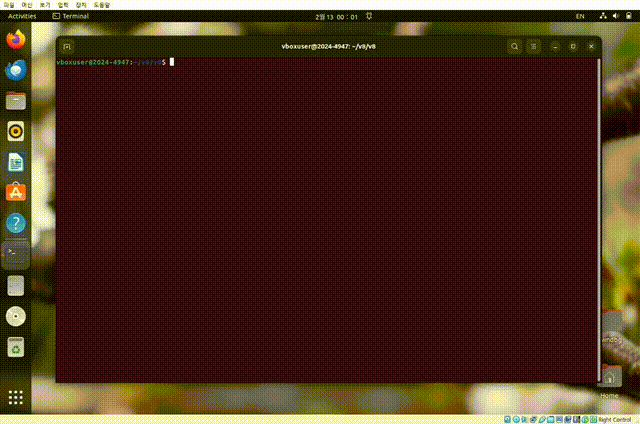 파일 머신 보기 입력 장치 도움말
Activities Terminal 2월 13 00 : 01 EN
vboxuser@2024-4947: ~/v8/v8
vboxuser@2024-4947:~/v8/v8$
Home
Right Control